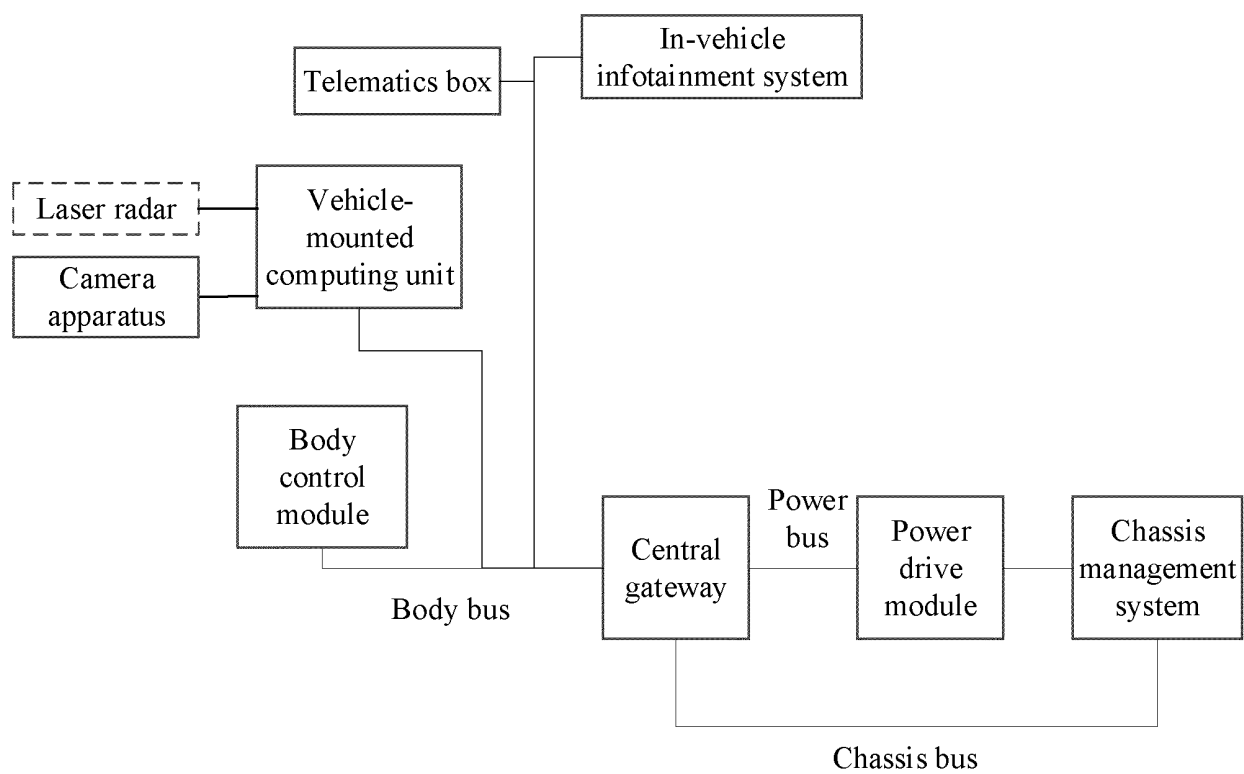 In-vehicle
infotainment system
Telematics box
Laser radar
Vehicle-
mounted
computing unit
Camera
apparatus
Body
control
module
Body bus
Central
gateway
Power
bus
Power
drive
module
Chassis
management
system
Chassis bus